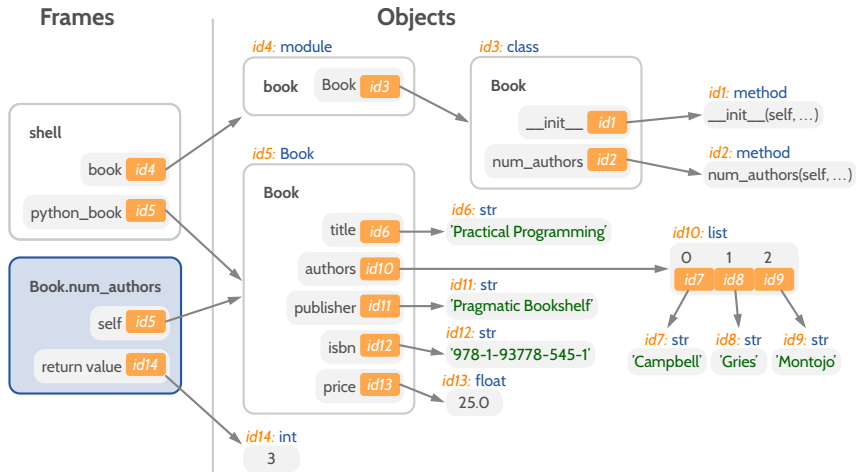 Frames
Objects
shell
book id4
python_book id5
Book.num_authors
self id5
return value id14
id4: module
book
Book id3
id3: class
Book
__init__ id1
num_authors id2
id1: method
__init__(self, …)
id2: method
num_authors(self, …)
id5: Book
Book
title id6
authors id10
publisher id11
isbn id12
price id13
id6: str
'Practical Programming'
id10: list
0 1 2
id7 id8 id9
id11: str
'Pragmatic Bookshelf'
id12: str
'978-1-93778-545-1'
id7: str
'Campbell'
id8: str
'Gries'
id9: str
'Montojo'
id13: float
25.0
id14: int
3